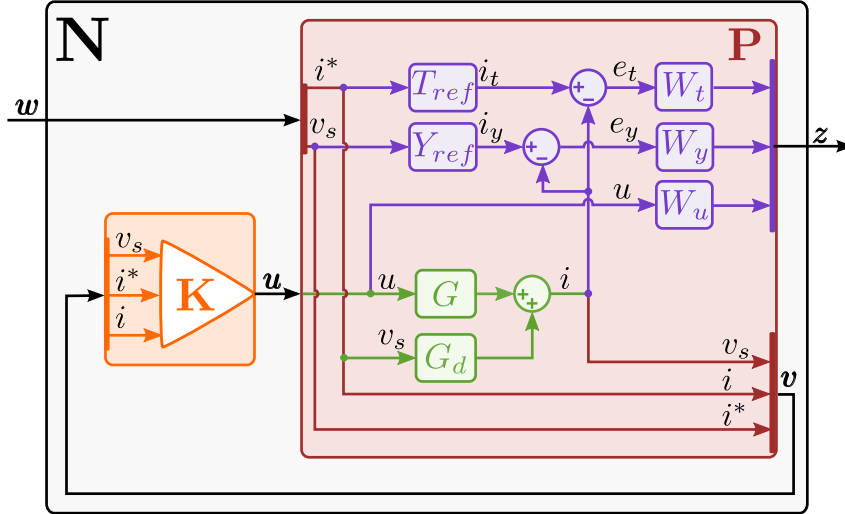 N
P
i* T_ref i_t e_t W_t
w
v_s Y_ref i_y e_y W_y z
u W_u
v_s
i* K u u G i
i
v_s G_d
v_s
i v
i*